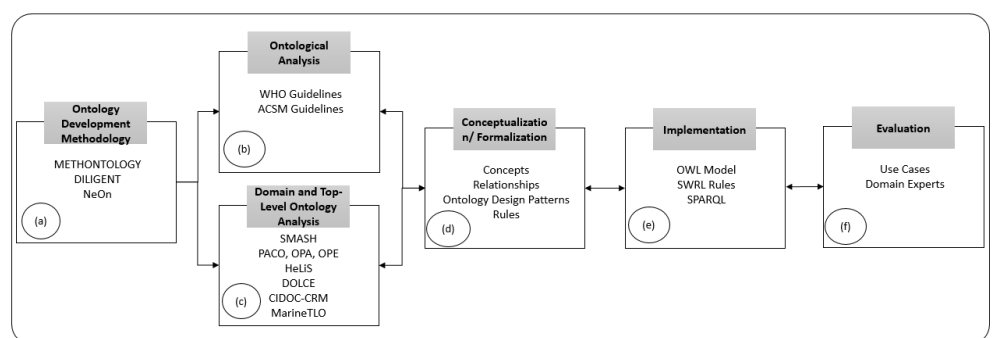 Ontology
Development
Methodology
METHONTOLOGY
DILIGENT
NeOn
(a)
Ontological
Analysis
WHO Guidelines
ACSM Guidelines
(b)
Domain and Top-
Level Ontology
Analysis
SMASH
PACO, OPA, OPE
HeLiS
DOLCE
CIDOC-CRM
MarineTLO
(c)
Conceptualizatio
n/ Formalization
Concepts
Relationships
Ontology Design Patterns
Rules
(d)
Implementation
OWL Model
SWRL Rules
SPARQL
(e)
Evaluation
Use Cases
Domain Experts
(f)